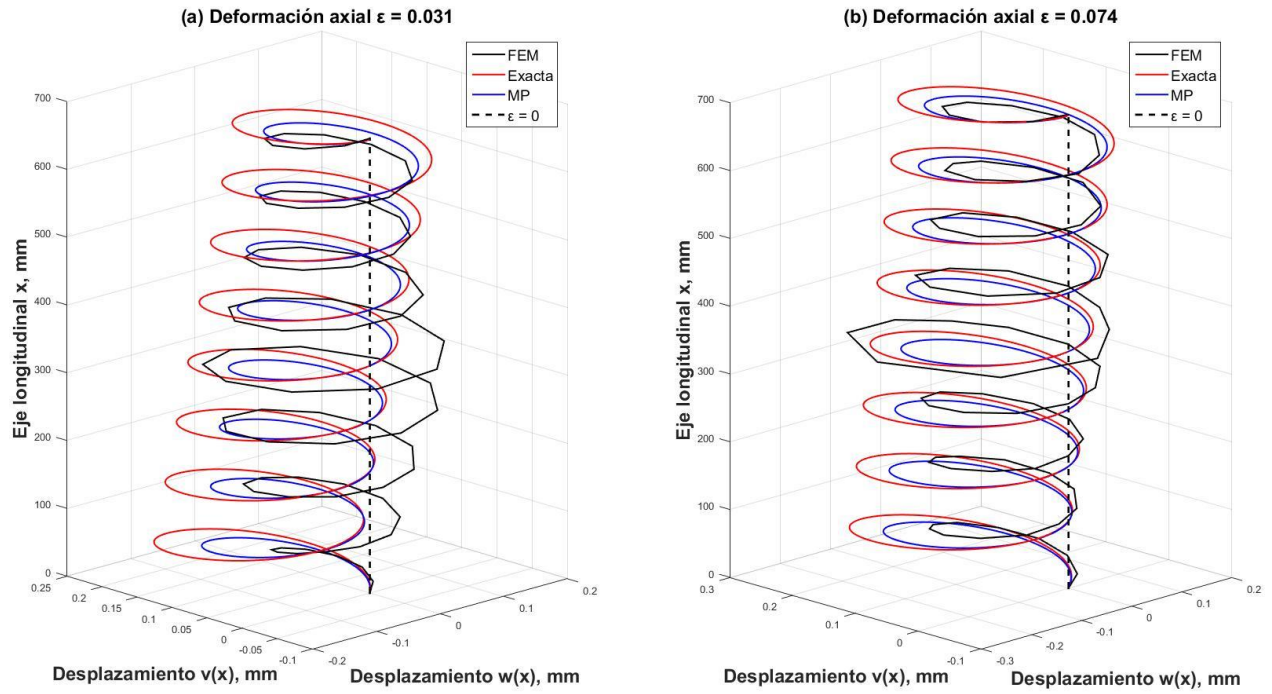 (a) Deformación axial ε = 0.031
FEM
Exacta
MP
ε = 0
700
600
500
400
300
200
100
0
Eje longitudinal x, mm
0.25
0.2
0.15
0.1
0.05
0
-0.05
-0.1
Desplazamiento v(x), mm
-0.2
-0.1
0
0.1
0.2
Desplazamiento w(x), mm
(b) Deformación axial ε = 0.074
FEM
Exacta
MP
ε = 0
700
600
500
400
300
200
100
0
Eje longitudinal x, mm
0.3
0.2
0.1
0
-0.1
Desplazamiento v(x), mm
-0.3
-0.2
-0.1
0
0.1
0.2
Desplazamiento w(x), mm